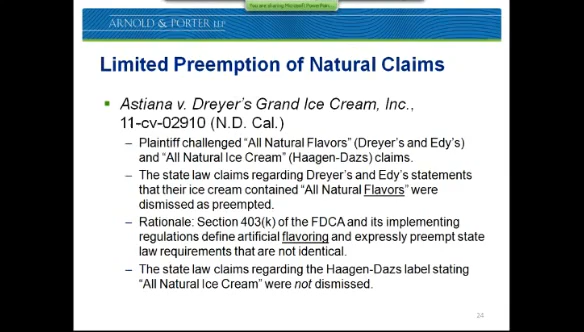 You are sharing Microsoft PowerPoin...
ARNOLD & PORTER LLP
Limited Preemption of Natural Claims
▪ Astiana v. Dreyer's Grand Ice Cream, Inc.,
11-cv-02910 (N.D. Cal.)
– Plaintiff challenged “All Natural Flavors” (Dreyer's and Edy's)
and “All Natural Ice Cream” (Haagen-Dazs) claims.
– The state law claims regarding Dreyer's and Edy's statements
that their ice cream contained “All Natural Flavors” were
dismissed as preempted.
– Rationale: Section 403(k) of the FDCA and its implementing
regulations define artificial flavoring and expressly preempt state
law requirements that are not identical.
– The state law claims regarding the Haagen-Dazs label stating
“All Natural Ice Cream” were not dismissed.
24